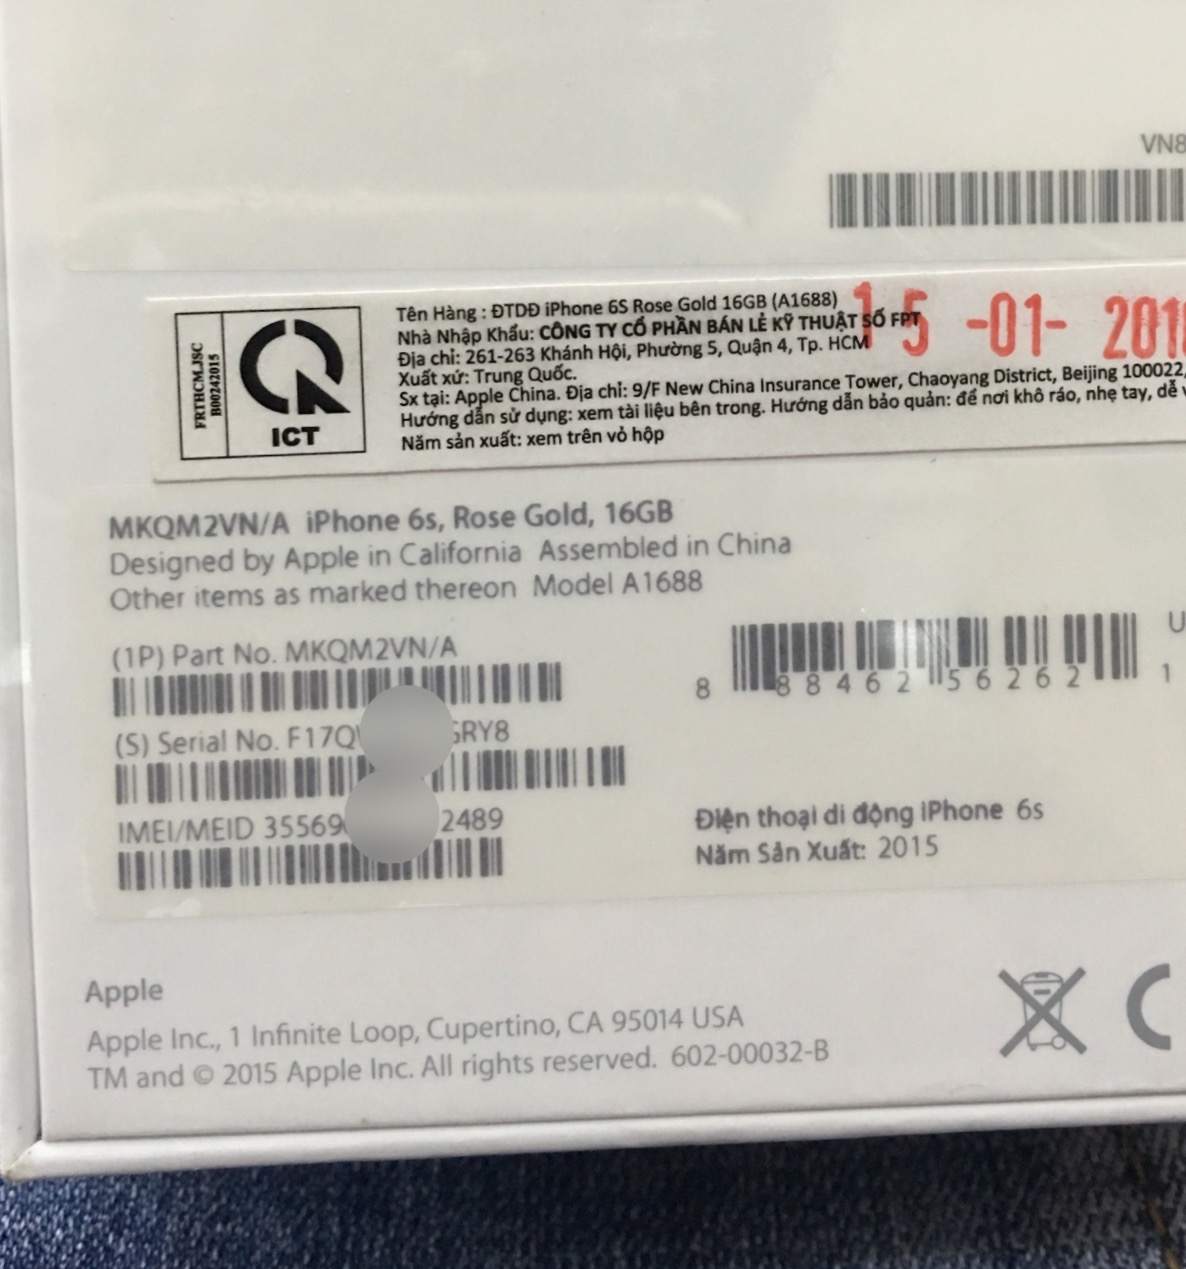 VN8
Tên Hàng : ĐTDĐ iPhone 6S Rose Gold 16GB (A1688)
Nhà Nhập Khẩu: CÔNG TY CỔ PHẦN BÁN LẺ KỸ THUẬT SỐ FPT
15 -01- 201
Địa chỉ: 261-263 Khánh Hội, Phường 5, Quận 4, Tp. HCM
Xuất xứ: Trung Quốc.
Sx tại: Apple China. Địa chỉ: 9/F New China Insurance Tower, Chaoyang District, Beijing 100022,
Hướng dẫn sử dụng: xem tài liệu bên trong. Hướng dẫn bảo quản: để nơi khô ráo, nhẹ tay, dễ
Năm sản xuất: xem trên vỏ hộp
FRTHCM.JSC
B00242015
ICT
MKQM2VN/A iPhone 6s, Rose Gold, 16GB
Designed by Apple in California Assembled in China
Other items as marked thereon Model A1688
(1P) Part No. MKQM2VN/A
(S) Serial No. F17Q RY8
IMEI/MEID 35569 2489
U
8 88462 56262 1
Điện thoại di động iPhone 6s
Năm Sản Xuất: 2015
Apple
Apple Inc., 1 Infinite Loop, Cupertino, CA 95014 USA
TM and © 2015 Apple Inc. All rights reserved. 602-00032-B